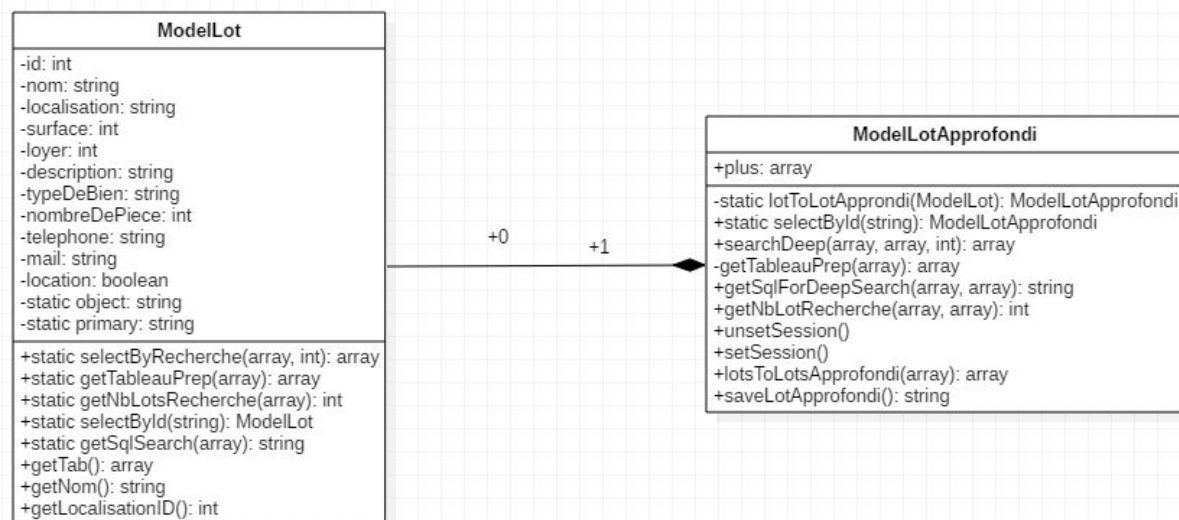 ModelLot
-id: int
-nom: string
-localisation: string
-surface: int
-loyer: int
-description: string
-typeDeBien: string
-nombreDePiece: int
-telephone: string
-mail: string
-location: boolean
-static object: string
-static primary: string
+static selectByRecherche(array, int): array
+static getTableauPrep(array): array
+static getNbLotsRecherche(array): int
+static selectById(string): ModelLot
+static getSqlSearch(array): string
+getTab(): array
+getNom(): string
+getLocalisationID(): int
+0
+1
ModelLotApprofondi
+plus: array
-static lotToLotApprondi(ModelLot): ModelLotApprofondi
+static selectById(string): ModelLotApprofondi
+searchDeep(array, array, int): array
-getTableauPrep(array): array
+getSqlForDeepSearch(array, array): string
+getNbLotRecherche(array, array): int
+unsetSession()
+setSession()
+lotsToLotsApprofondi(array): array
+saveLotApprofondi(): string